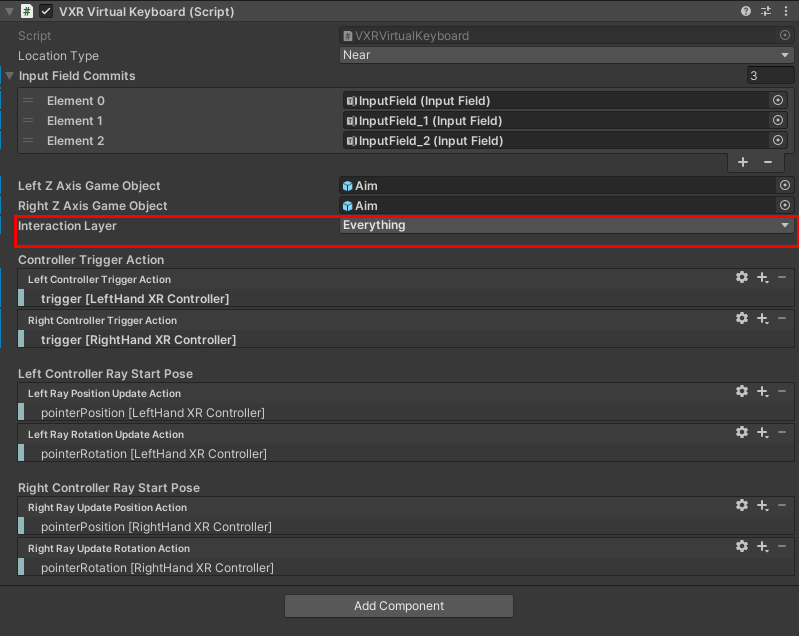 VXR Virtual Keyboard (Script)
Script VXRVirtualKeyboard
Location Type Near
Input Field Commits 3
Element 0 InputField (Input Field)
Element 1 InputField_1 (Input Field)
Element 2 InputField_2 (Input Field)
Left Z Axis Game Object Aim
Right Z Axis Game Object Aim
Interaction Layer Everything
Controller Trigger Action
Left Controller Trigger Action
trigger [LeftHand XR Controller]
Right Controller Trigger Action
trigger [RightHand XR Controller]
Left Controller Ray Start Pose
Left Ray Position Update Action
pointerPosition [LeftHand XR Controller]
Left Ray Rotation Update Action
pointerRotation [LeftHand XR Controller]
Right Controller Ray Start Pose
Right Ray Update Position Action
pointerPosition [RightHand XR Controller]
Right Ray Update Rotation Action
pointerRotation [RightHand XR Controller]
Add Component